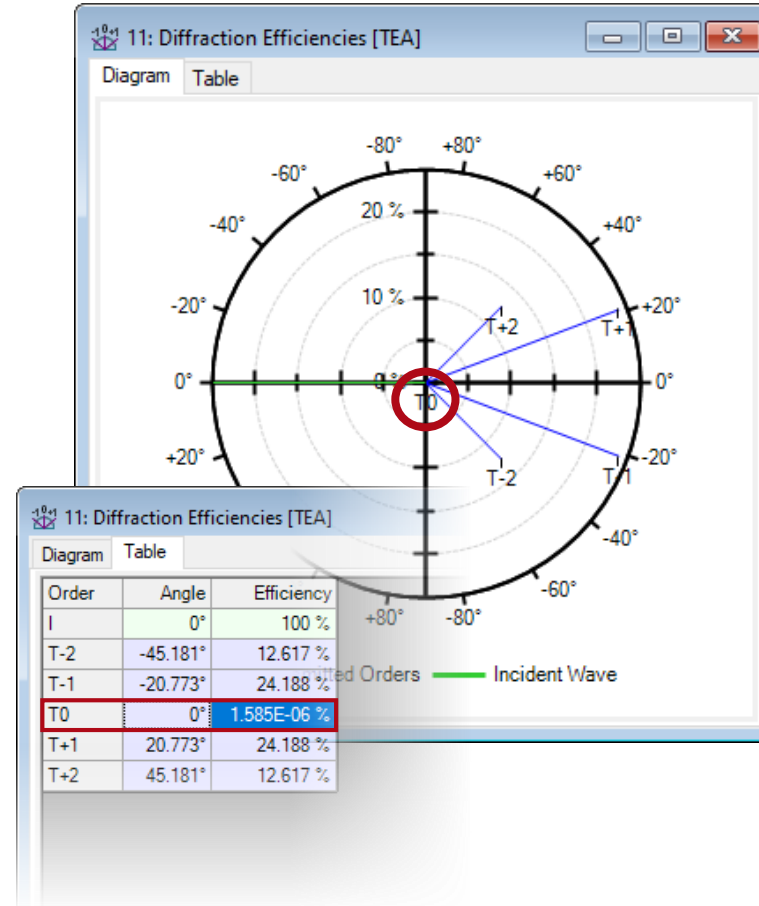 11: Diffraction Efficiencies [TEA]
Diagram Table
-80° +80°
-60° +60°
20 %
-40° +40°
10 %
-20° +20°
T+2 T+1
0° 0 % 0°
T0
+20° -20°
T-2 T-1
-40°
-60°
+80° -80°
mitted Orders Incident Wave
11: Diffraction Efficiencies [TEA]
Diagram Table
Order Angle Efficiency
I 0° 100 %
T-2 -45.181° 12.617 %
T-1 -20.773° 24.188 %
T0 0° 1.585E-06 %
T+1 20.773° 24.188 %
T+2 45.181° 12.617 %